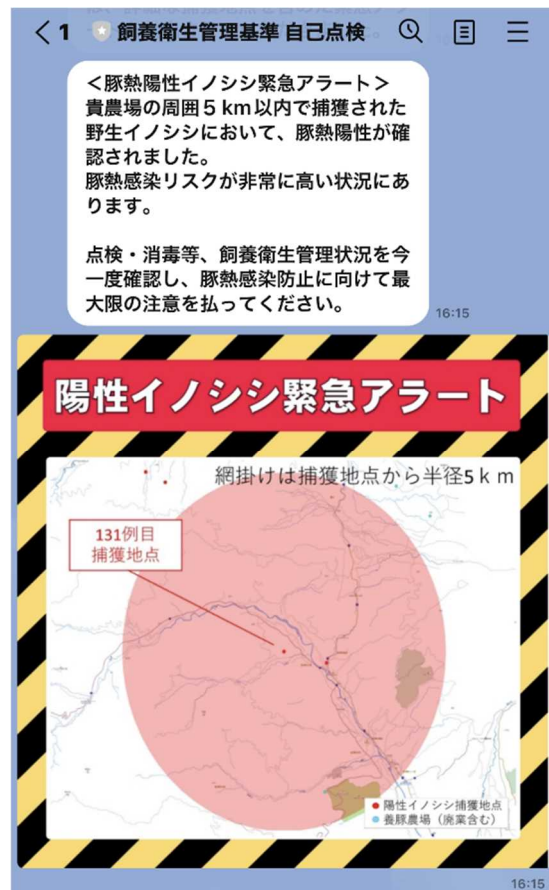 1 飼養衛生管理基準 自己点検
＜豚熱陽性イノシシ緊急アラート＞
貴農場の周囲５km以内で捕獲された
野生イノシシにおいて、豚熱陽性が確
認されました。
豚熱感染リスクが非常に高い状況にあ
ります。
点検・消毒等、飼養衛生管理状況を今
一度確認し、豚熱感染防止に向けて最
大限の注意を払ってください。
16:15
陽性イノシシ緊急アラート
網掛けは捕獲地点から半径5ｋｍ
131例目
捕獲地点
陽性イノシシ捕獲地点
養豚農場（廃業含む）
16:15